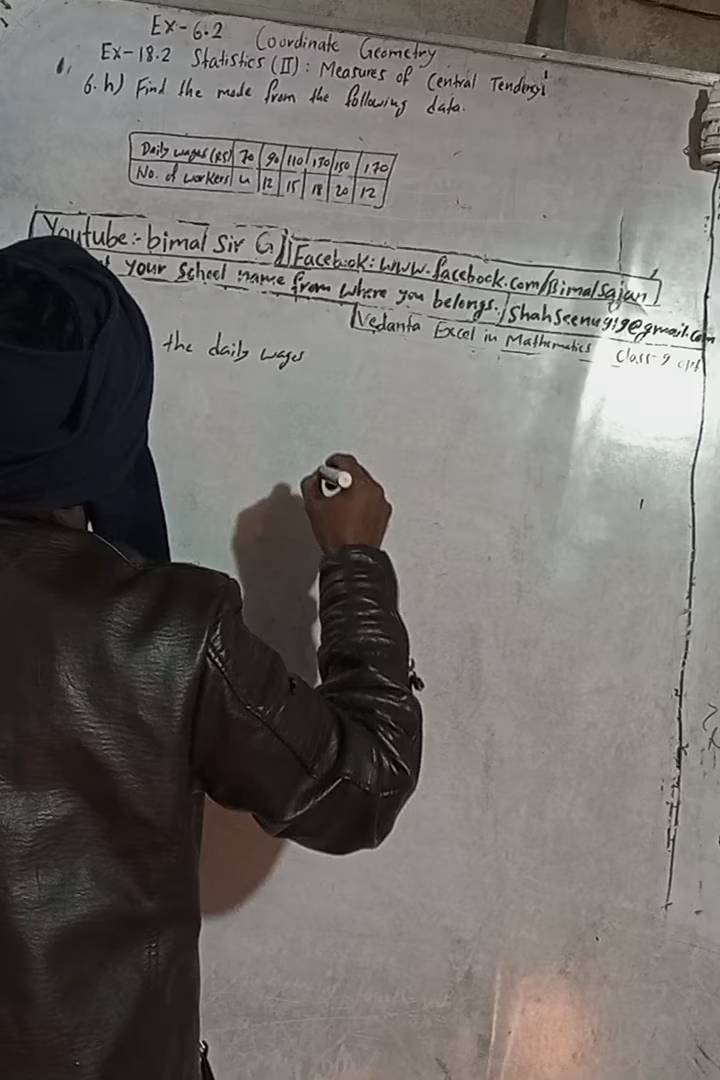 Ex-6.2 Coordinate Geometry
Ex-18.2 Statistics (II): Measures of Central Tendency
6. h) Find the mode from the following data.
Daily wages (RS) 70 90 110 130 150 170
No. of workers 4 12 15 18 20 12
Youtube:- bimal Sir G Facebook: www.facebook.com/Bimalsajan
your School name from where you belongs. Shahseenu919@gmail.com
Vedanta Excel in Mathematics class-9 opt
the daily wages